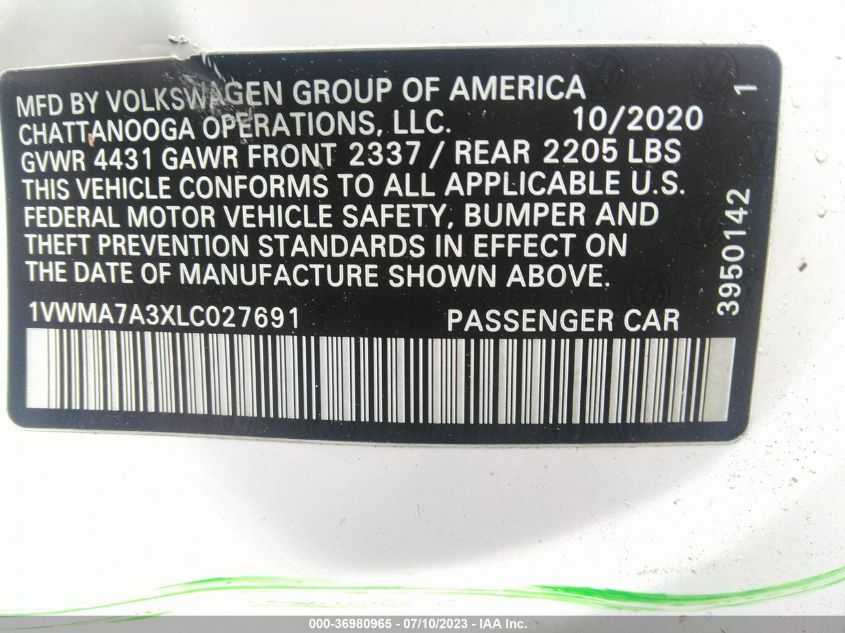 MFD BY VOLKSWAGEN GROUP OF AMERICA
CHATTANOOGA OPERATIONS, LLC. 10/2020
GVWR 4431 GAWR FRONT 2337 / REAR 2205 LBS
THIS VEHICLE CONFORMS TO ALL APPLICABLE U.S.
FEDERAL MOTOR VEHICLE SAFETY, BUMPER AND
THEFT PREVENTION STANDARDS IN EFFECT ON
THE DATE OF MANUFACTURE SHOWN ABOVE.
1VWMA7A3XLC027691 PASSENGER CAR
3950142 1
000-36980965 - 07/10/2023 - IAA Inc.